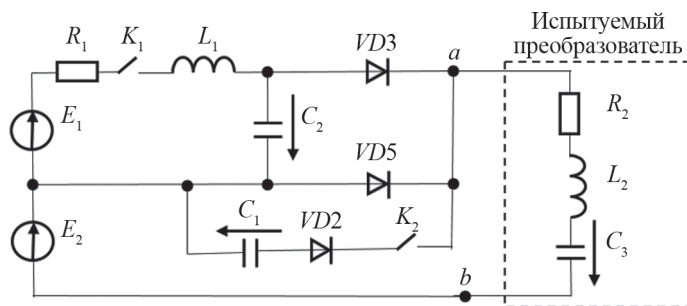 Испытуемый
преобразователь
R1 K1 L1 VD3 a
R2
E1 C2
L2
VD5
C1 VD2 K2
E2 C3
b